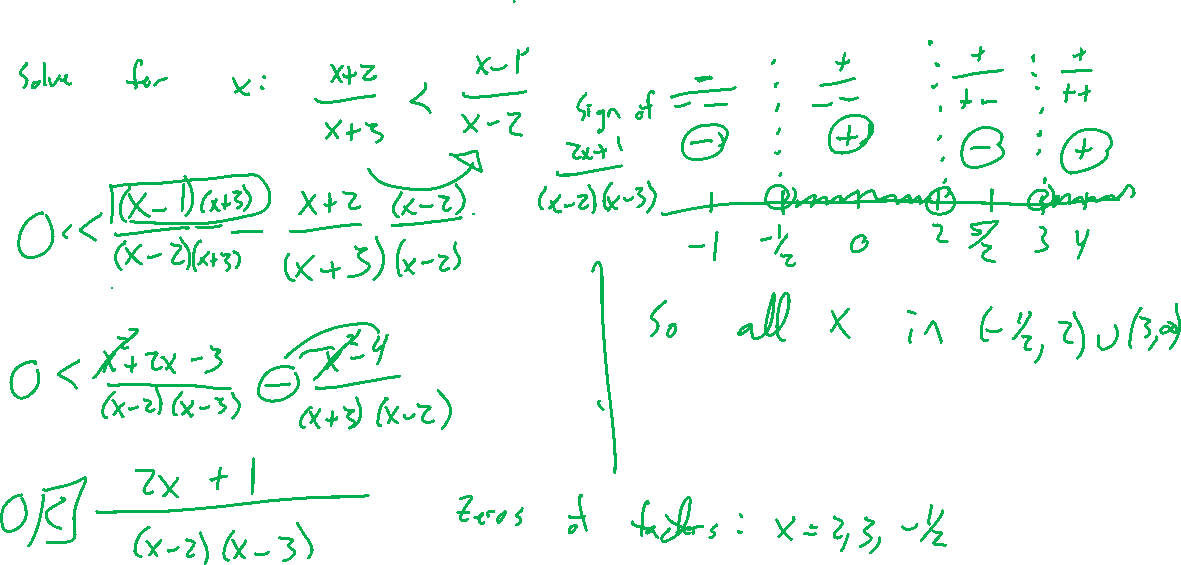 Solve for x: (x+2)/(x+3) < (x-1)/(x-2)
0 < ((x-1)(x+3))/((x-2)(x+3)) - (x+2)/(x+3) (x-2)/(x-2)
0 < (x²+2x-3)/((x-2)(x-3)) - (x²-4)/((x+3)(x-2))
0 < (2x+1)/((x-2)(x-3))
Zeros of factors: x = 2, 3, -1/2
Sign of (2x+1)/((x-2)(x-3))
-/(- -) +/(- -) +/(+ -) +/(+ +)
- + - +
-1 -1/2 0 2 5/2 3 4
So all x in (-1/2, 2) ∪ (3, ∞)